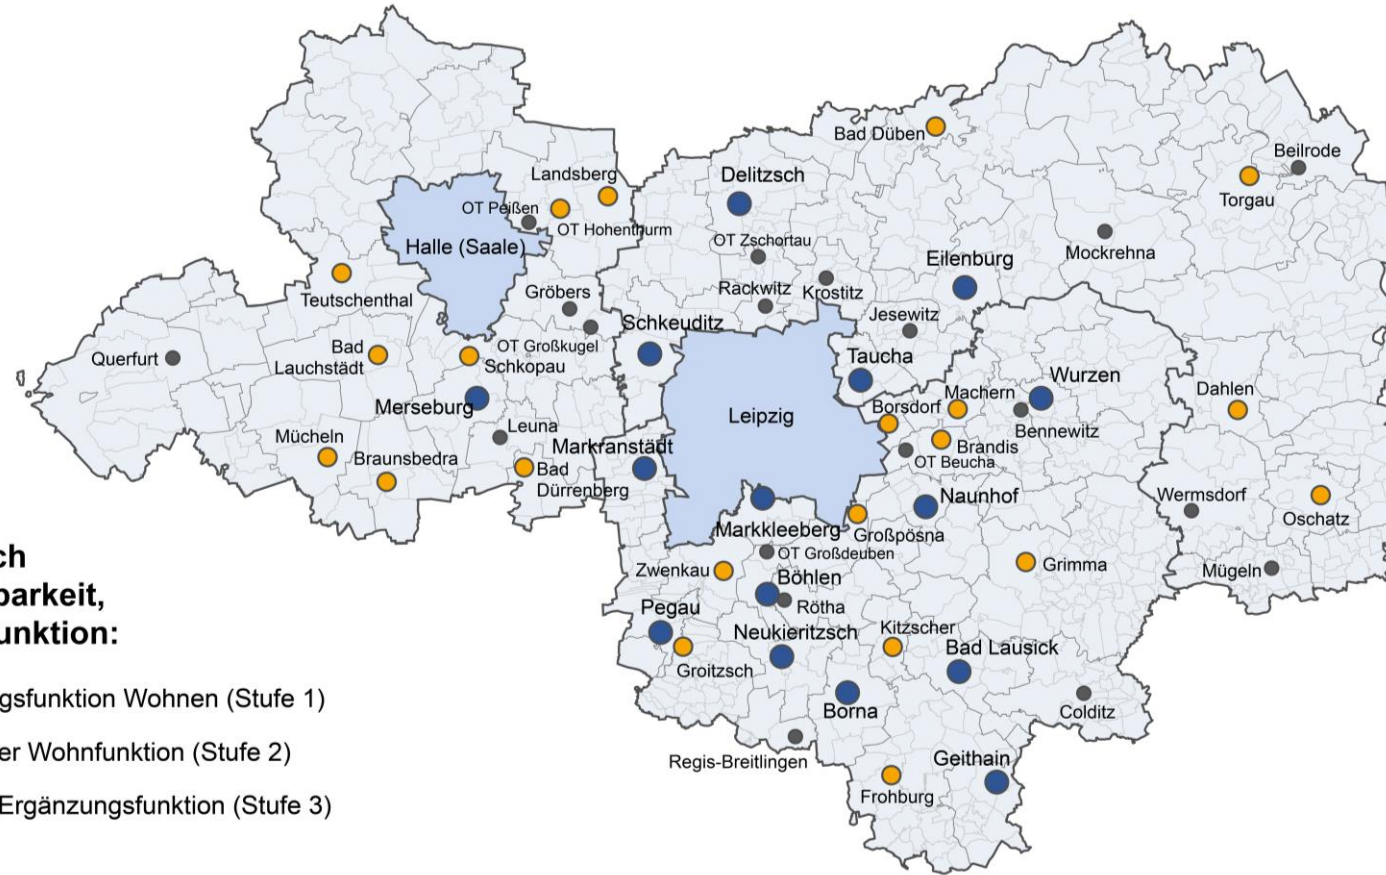 Bad Düben
Beilrode
Landsberg
Delitzsch
Torgau
OT Peißen
OT Hohenthurm
Halle (Saale)
OT Zschortau
Mockrehna
Eilenburg
Teutschenthal
Gröbers
Rackwitz
Krostitz
Jesewitz
Schkeuditz
OT Großkugel
Bad
Lauchstädt
Querfurt
Schkopau
Taucha
Wurzen
Machern
Dahlen
Merseburg
Borsdorf
Leipzig
Leuna
Bennewitz
Mücheln
Markranstädt
Brandis
Braunsbedra
OT Beucha
Bad
Dürrenberg
Naunhof
Wermsdorf
Oschatz
Markkleeberg
Großpösna
OT Großdeuben
Zwenkau
Grimma
Mügeln
Böhlen
Pegau
Rötha
Neukieritzsch
Kitzscher
Bad Lausick
Groitzsch
Borna
Colditz
Regis-Breitlingen
Geithain
Frohburg
ch
barkeit,
unktion:
gsfunktion Wohnen (Stufe 1)
er Wohnfunktion (Stufe 2)
Ergänzungsfunktion (Stufe 3)